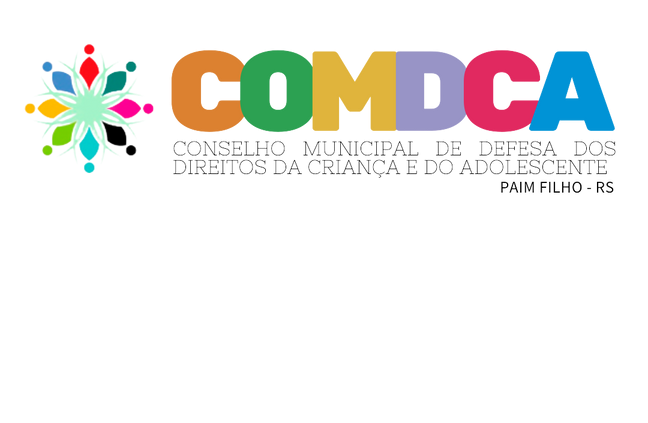 COMDCA
CONSELHO MUNICIPAL DE DEFESA DOS
DIREITOS DA CRIANÇA E DO ADOLESCENTE
PAIM FILHO - RS